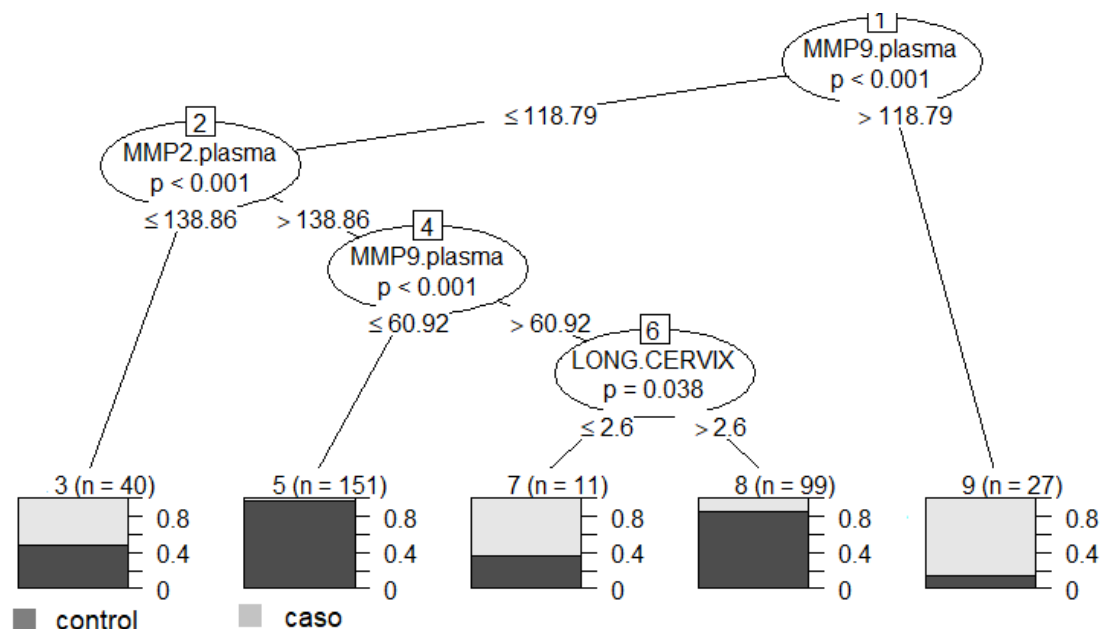 1
MMP9.plasma
p < 0.001
≤ 118.79
> 118.79
2
MMP2.plasma
p < 0.001
≤ 138.86
> 138.86
4
MMP9.plasma
p < 0.001
≤ 60.92
> 60.92
6
LONG.CERVIX
p = 0.038
≤ 2.6
> 2.6
3 (n = 40)
0.8
0.4
0
5 (n = 151)
0.8
0.4
0
7 (n = 11)
0.8
0.4
0
8 (n = 99)
0.8
0.4
0
9 (n = 27)
0.8
0.4
0
control
caso